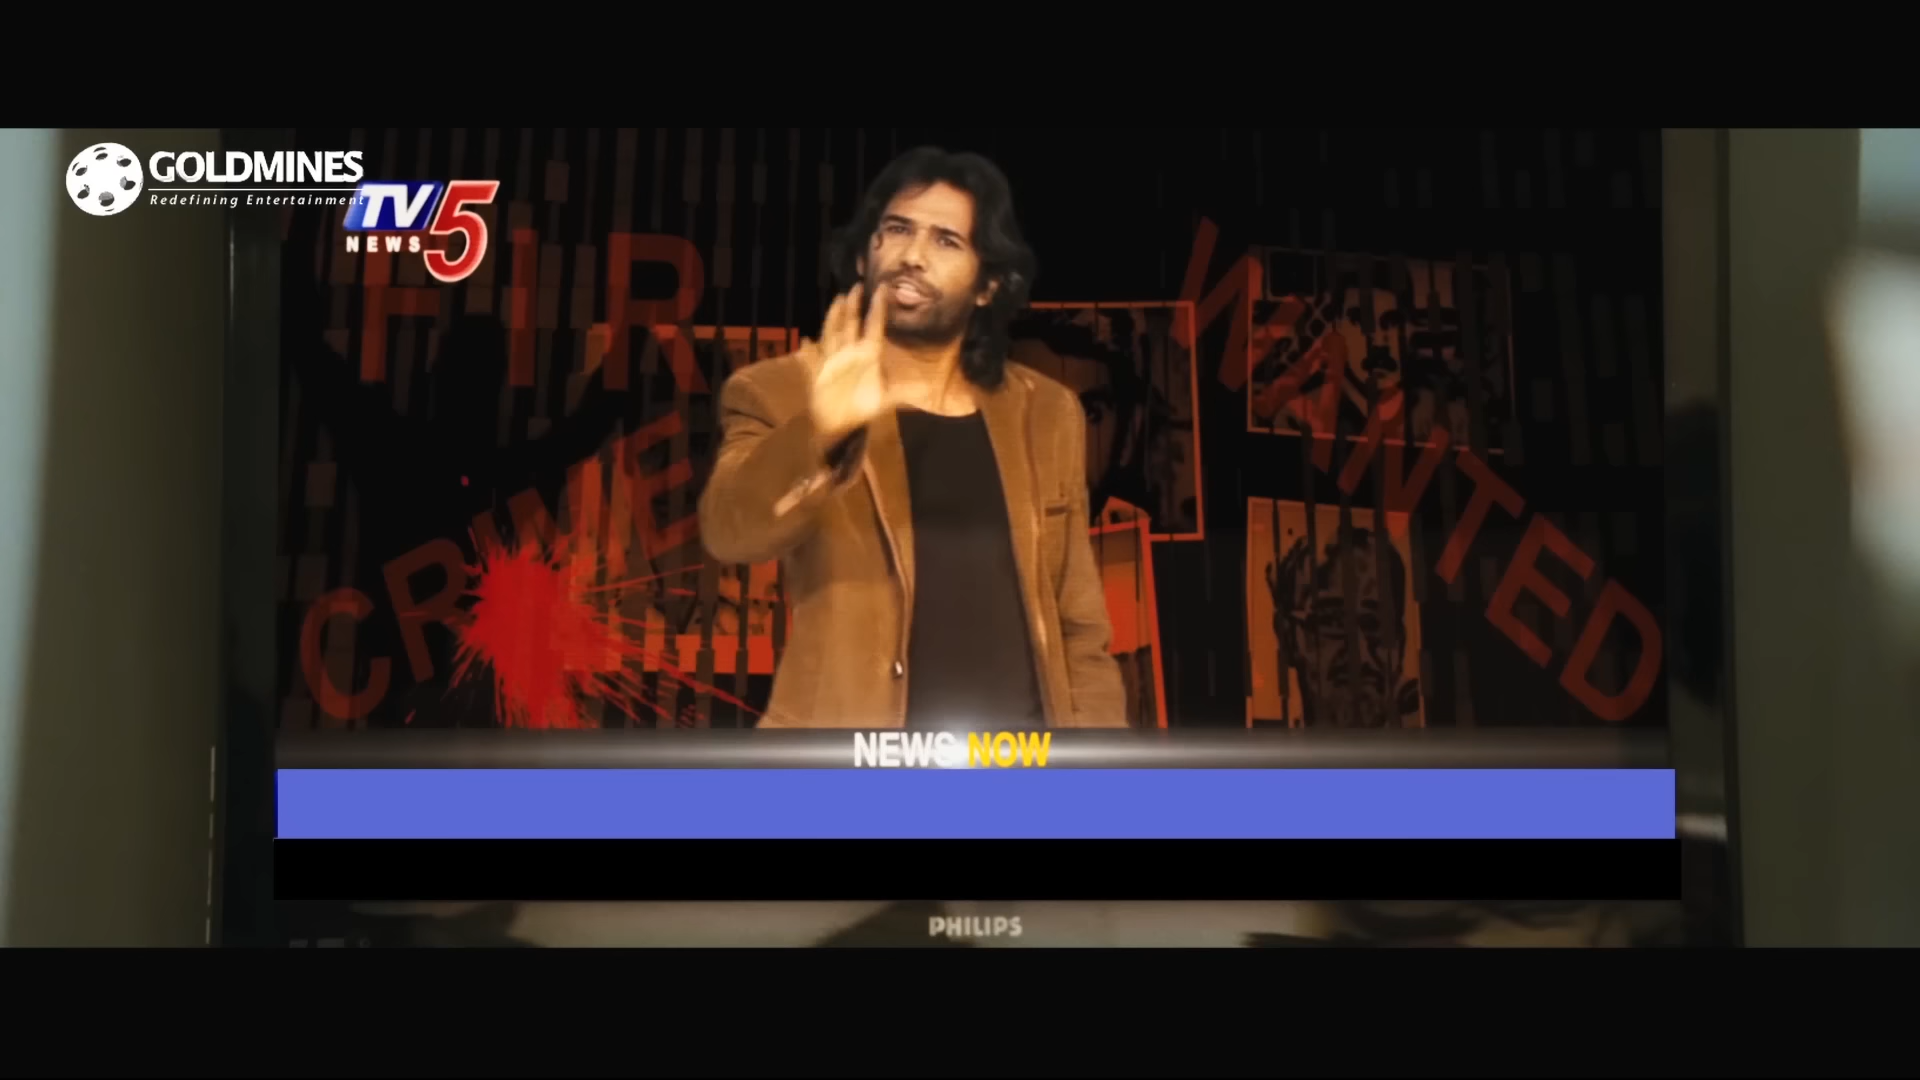 GOLDMINES
Redefining Entertainment
TV5
NEWS
FIR
WANTED
CRIME
NEWS NOW
PHILIPS